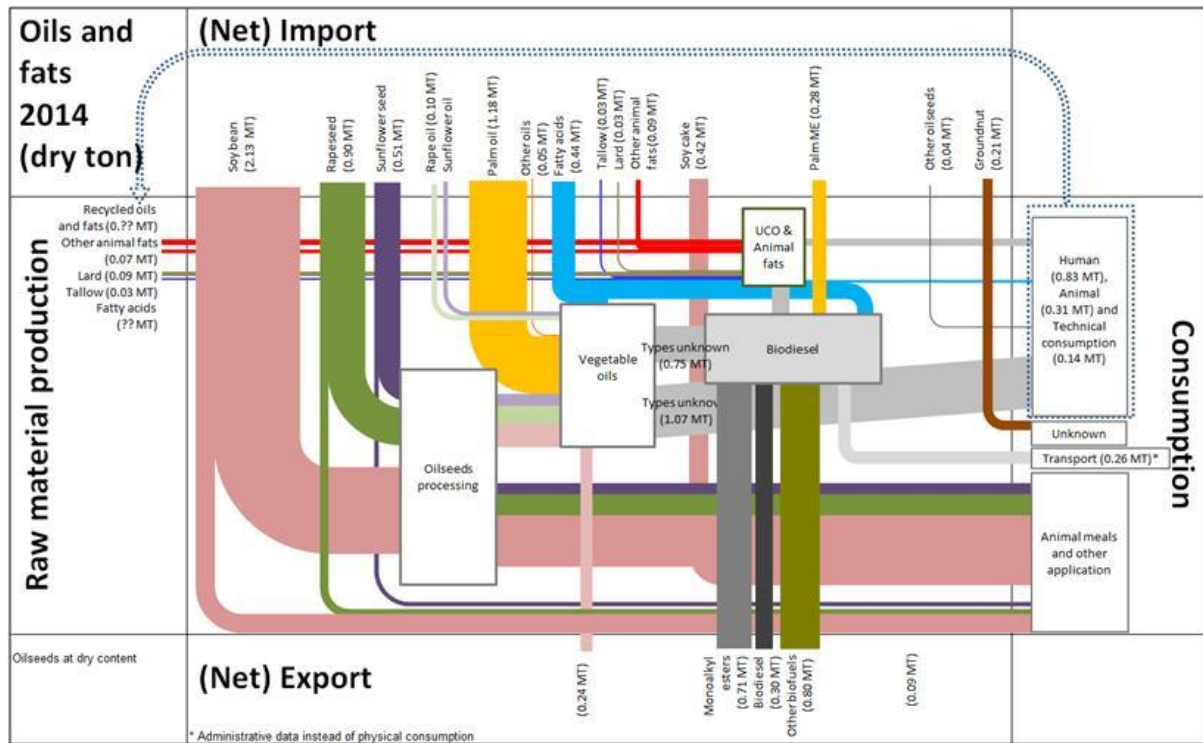 Oils and
fats
2014
(dry ton)
(Net) Import
Soy bean
(2.13 MT)
Rapeseed
(0.90 MT)
Sunflower seed
(0.51 MT)
Rape oil (0.10 MT)
Sunflower oil
Palm oil (1.18 MT)
Other oils
(0.05 MT)
Fatty acids
(0.44 MT)
Tallow (0.03 MT)
Lard (0.03 MT)
Other animal
fats (0.09 MT)
Soy cake
(0.42 MT)
Palm ME (0.28 MT)
Other oilseeds
(0.04 MT)
Groundnut
(0.21 MT)
Raw material production
Recycled oils
and fats (0.?? MT)
Other animal fats
(0.07 MT)
Lard (0.09 MT)
Tallow (0.03 MT)
Fatty acids
(?? MT)
UCO &
Animal
fats
Human
(0.83 MT),
Animal
(0.31 MT) and
Technical
consumption
(0.14 MT)
Vegetable
oils
Types unknown
(0.75 MT)
Biodiesel
Types unknow
(1.07 MT)
Oilseeds
processing
Unknown
Transport (0.26 MT)*
Animal meals
and other
application
Consumption
Oilseeds at dry content
(Net) Export
(0.24 MT)
Monoalkyl
esters
(0.71 MT)
Biodiesel
(0.30 MT)
Other biofuels
(0.80 MT)
(0.09 MT)
* Administrative data instead of physical consumption